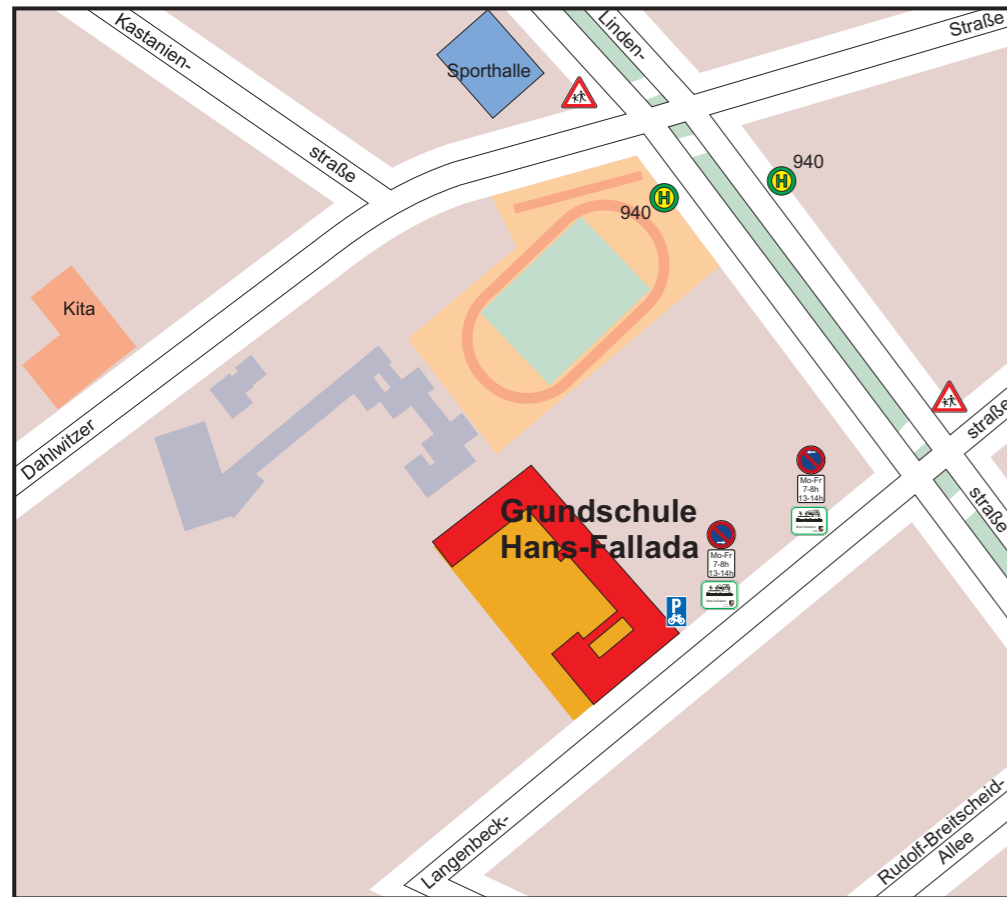 Kastanien-
straße
Sporthalle
Linden-
Straße
940
940
H
H
Kita
Dahlwitzer
straße
straße
Grundschule
Hans-Fallada
Mo-Fr
7-8h
13-14h
Mo-Fr
7-8h
13-14h
P
Langenbeck-
Rudolf-Breitscheid-
Allee